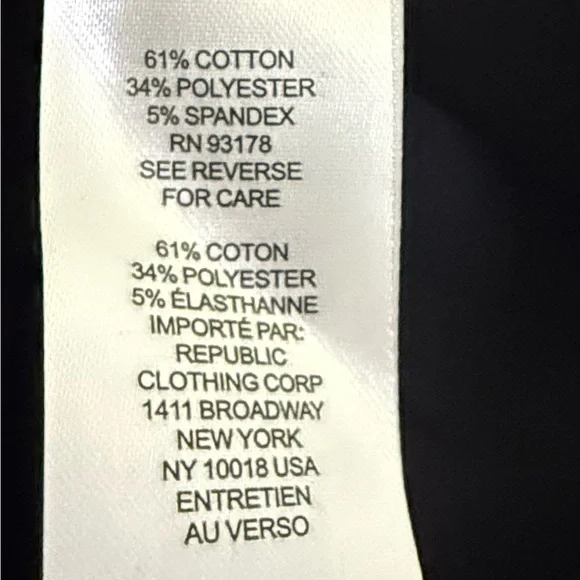 61% COTTON
34% POLYESTER
5% SPANDEX
RN 93178
SEE REVERSE
FOR CARE
61% COTON
34% POLYESTER
5% ÉLASTHANNE
IMPORTÉ PAR:
REPUBLIC
CLOTHING CORP
1411 BROADWAY
NEW YORK
NY 10018 USA
ENTRETIEN
AU VERSO